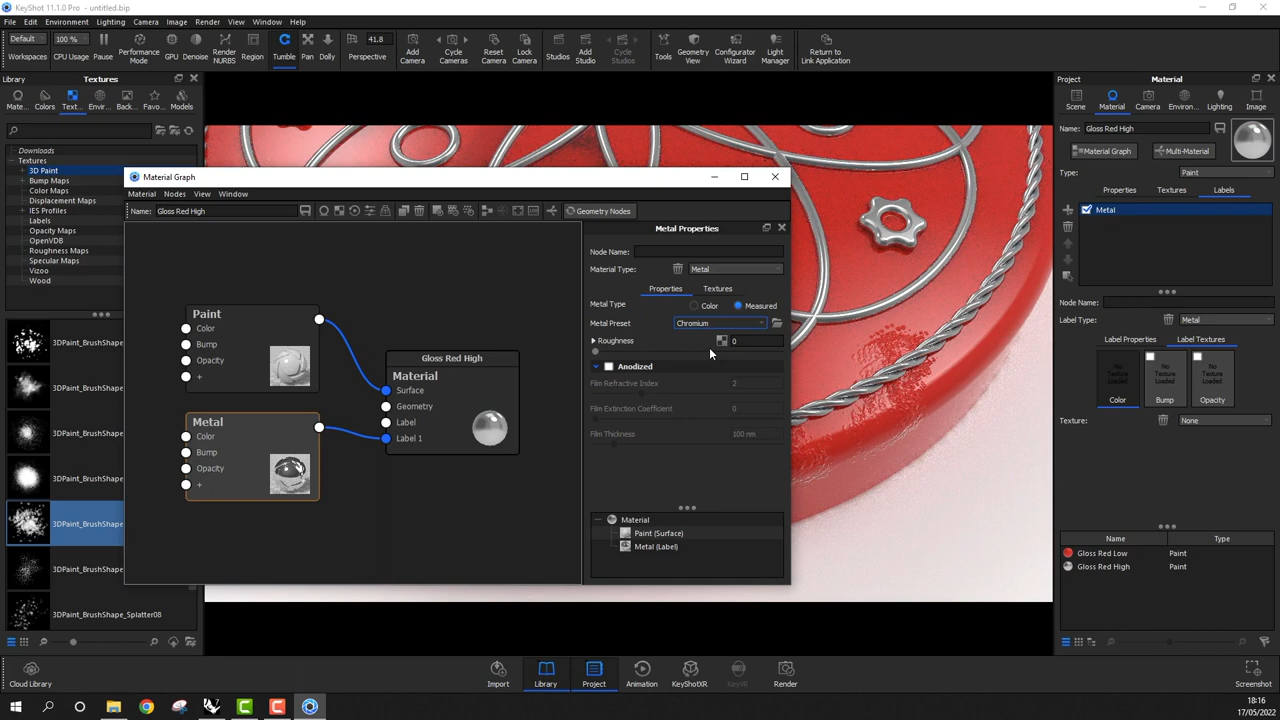 KeyShot 11.1.0 Pro - untitled.bip
File Edit Environment Lighting Camera Image Render View Window Help
Default 100 % 41.8
Workspaces CPU Usage Pause Performance Mode GPU Denoise Render NURBS Region Tumble Pan Dolly Perspective Add Camera Cycle Cameras Reset Camera Lock Camera Studios Add Studio Cycle Studios Tools Geometry View Configurator Wizard Light Manager Return to Link Application
Library Textures
Mate... Colors Text... Envir... Back... Favo... Models
Downloads
Textures
3D Paint
Bump Maps
Color Maps
Displacement Maps
IES Profiles
Labels
Opacity Maps
OpenVDB
Roughness Maps
Specular Maps
Vizoo
Wood
3DPaint_BrushShape
3DPaint_BrushShape
3DPaint_BrushShape
3DPaint_BrushShape
3DPaint_BrushShape
3DPaint_BrushShape
3DPaint_BrushShape_Splatter08
Material Graph
Material Nodes View Window
Name: Gloss Red High
Geometry Nodes
Paint
Color
Bump
Opacity
+
Metal
Color
Bump
Opacity
+
Gloss Red High
Material
Surface
Geometry
Label
Label 1
Metal Properties
Node Name:
Material Type: Metal
Properties Textures
Metal Type Color Measured
Metal Preset Chromium
Roughness 0
Anodized
Film Refractive Index 2
Film Extinction Coefficient 0
Film Thickness 100 nm
Material
Paint (Surface)
Metal (Label)
Project Material
Scene Material Camera Environ... Lighting Image
Name: Gloss Red High
Material Graph Multi-Material
Type: Paint
Properties Textures Labels
Metal
Node Name:
Label Type: Metal
Label Properties Label Textures
No Texture Loaded No Texture Loaded No Texture Loaded
Color Bump Opacity
Texture: None
Name Type
Gloss Red Low Paint
Gloss Red High Paint
Cloud Library Import Library Project Animation KeyShotXR KeyVR Render Screenshot
18:16
17/05/2022